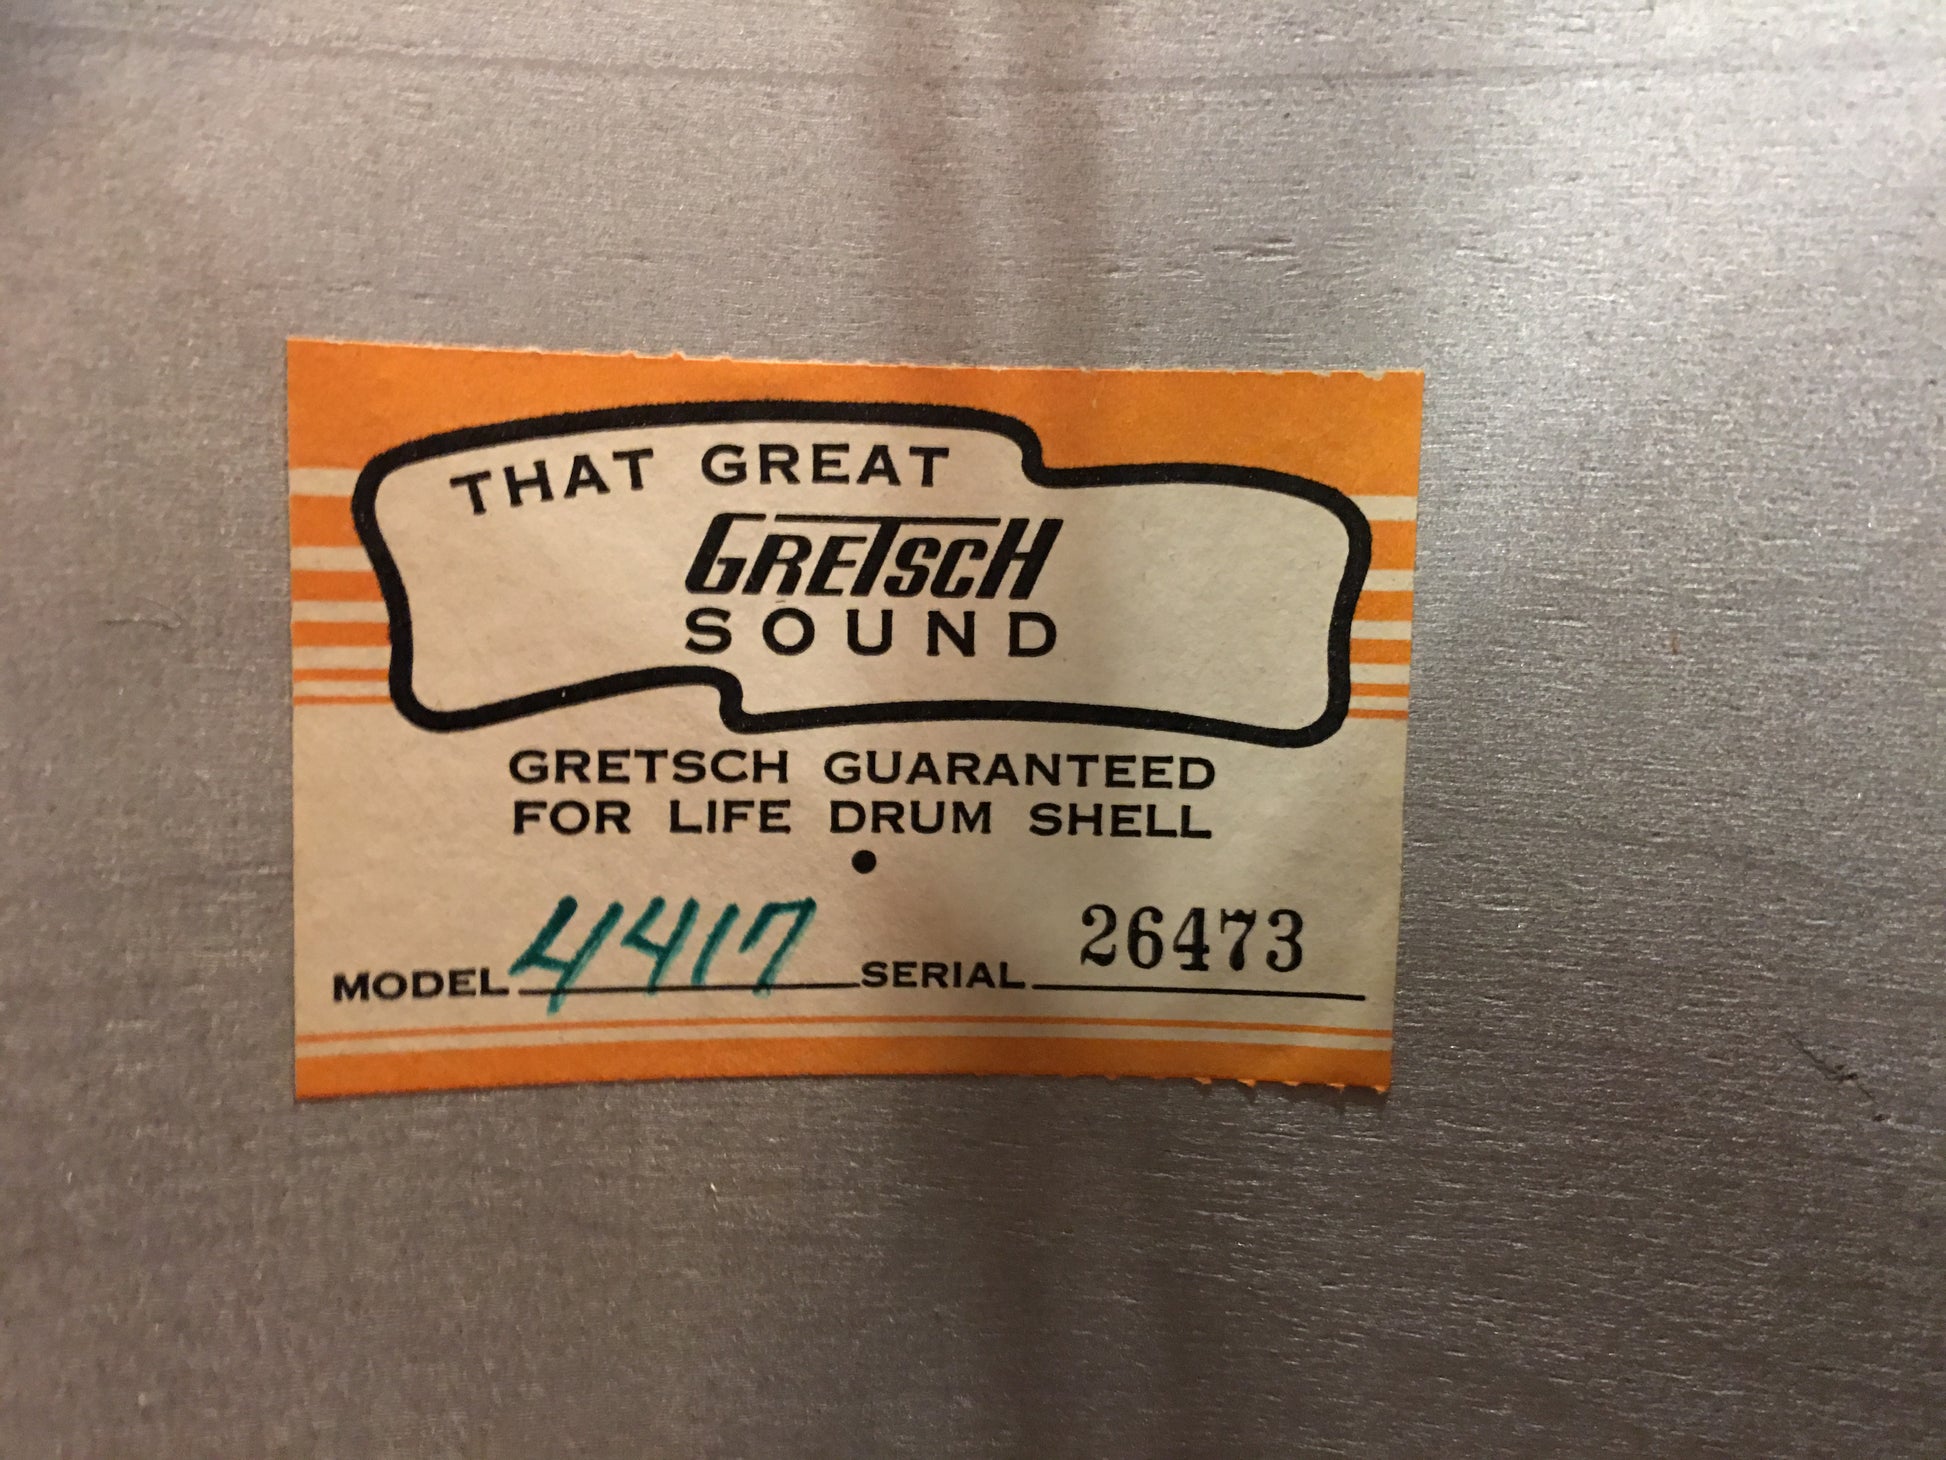 THAT GREAT
GRETSCH
SOUND
GRETSCH GUARANTEED
FOR LIFE DRUM SHELL
MODEL 4417 SERIAL 26473